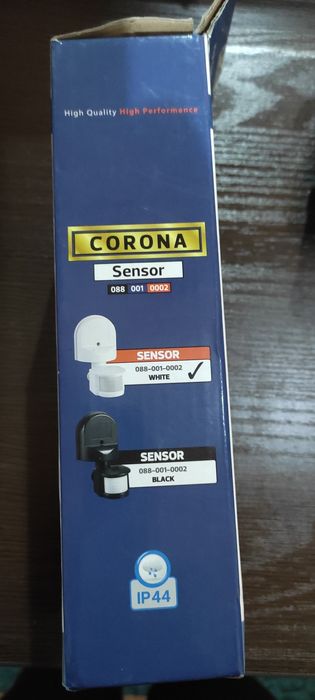 High Quality High Performance
CORONA
Sensor
088 001 0002
SENSOR
088-001-0002
WHITE ✓
SENSOR
088-001-0002
BLACK
IP44